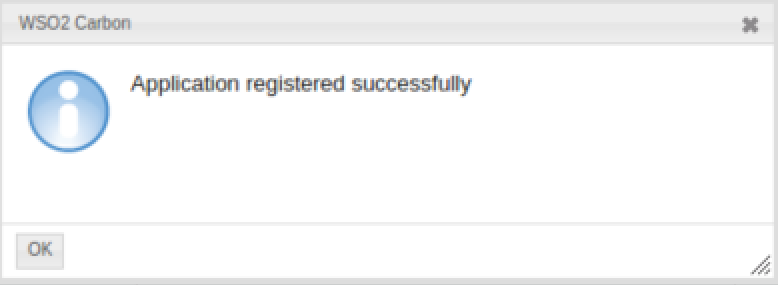 WSO2 Carbon
Application registered successfully
OK